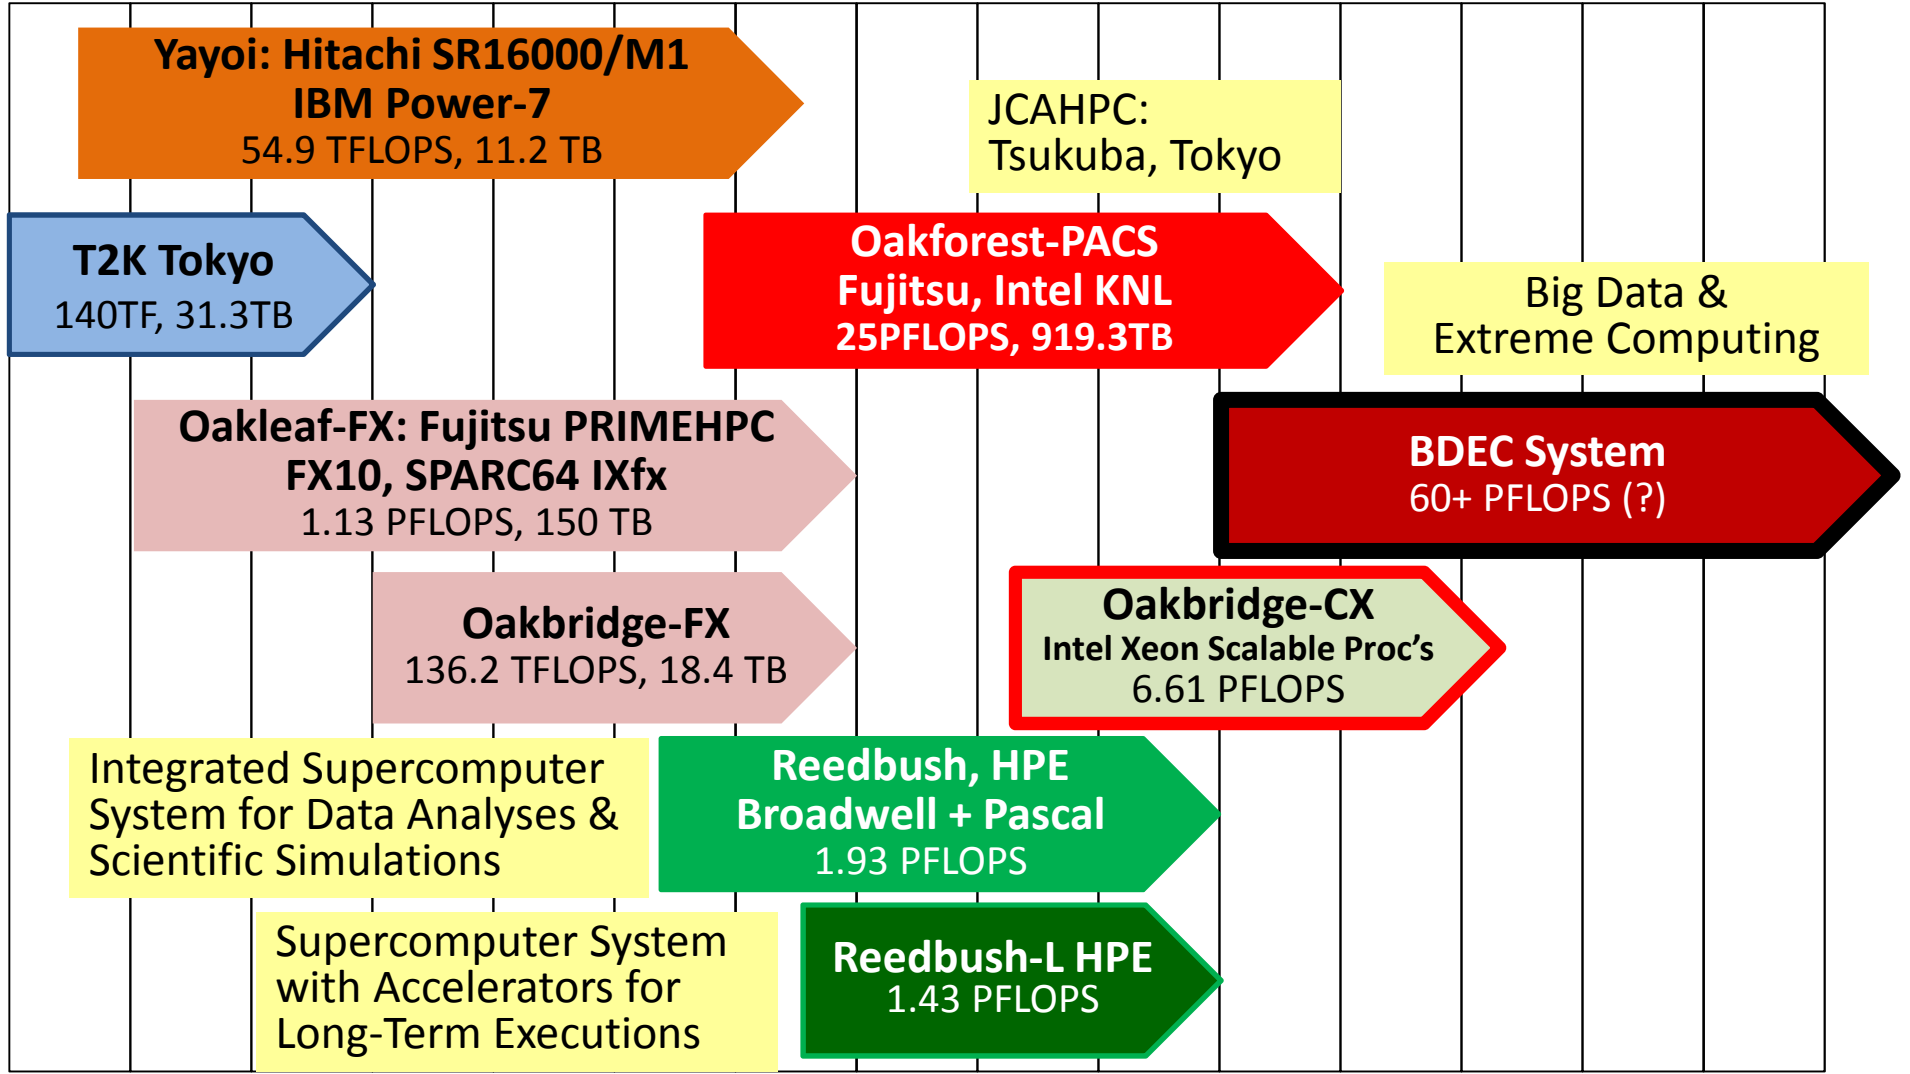 Yayoi: Hitachi SR16000/M1
IBM Power-7
54.9 TFLOPS, 11.2 TB
JCAHPC:
Tsukuba, Tokyo
T2K Tokyo
140TF, 31.3TB
Oakforest-PACS
Fujitsu, Intel KNL
25PFLOPS, 919.3TB
Big Data &
Extreme Computing
Oakleaf-FX: Fujitsu PRIMEHPC
FX10, SPARC64 IXfx
1.13 PFLOPS, 150 TB
BDEC System
60+ PFLOPS (?)
Oakbridge-FX
136.2 TFLOPS, 18.4 TB
Oakbridge-CX
Intel Xeon Scalable Proc’s
6.61 PFLOPS
Integrated Supercomputer
System for Data Analyses &
Scientific Simulations
Reedbush, HPE
Broadwell + Pascal
1.93 PFLOPS
Supercomputer System
with Accelerators for
Long-Term Executions
Reedbush-L HPE
1.43 PFLOPS